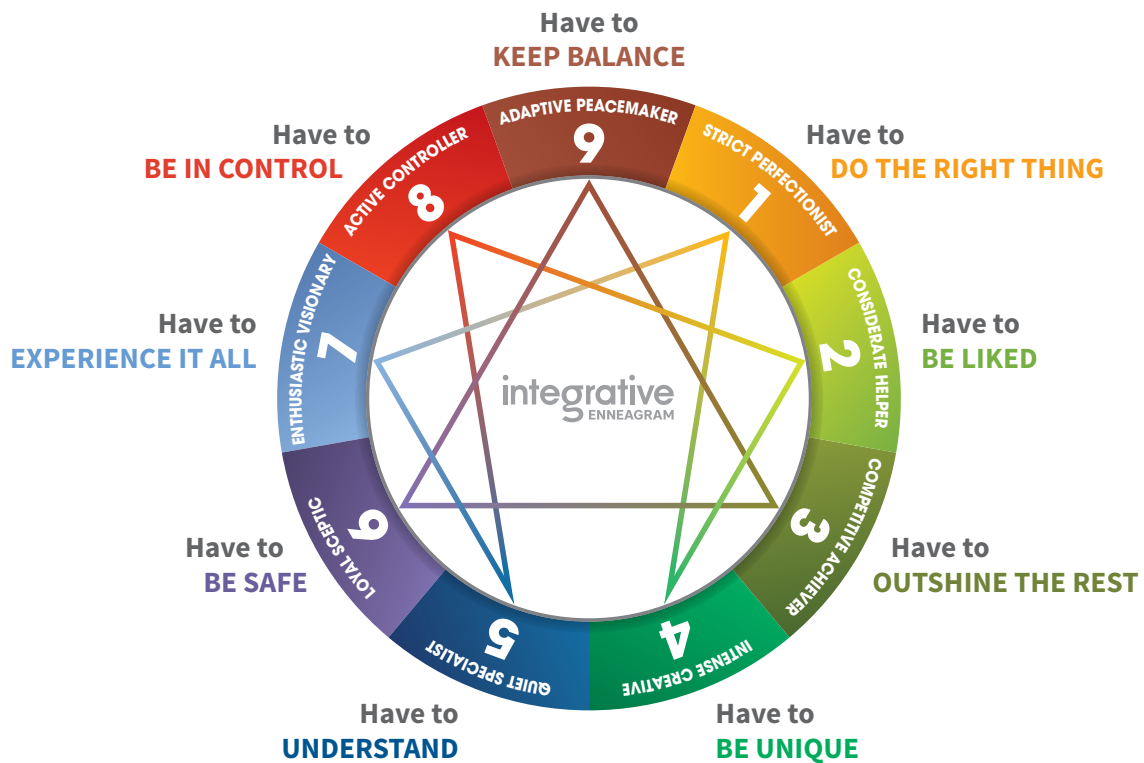 Have to
KEEP BALANCE
ADAPTIVE PEACEMAKER
9
Have to
DO THE RIGHT THING
STRICT PERFECTIONIST
1
Have to
BE LIKED
CONSIDERATE HELPER
2
Have to
OUTSHINE THE REST
COMPETITIVE ACHIEVER
3
Have to
BE UNIQUE
INTENSE CREATIVE
4
Have to
UNDERSTAND
QUIET SPECIALIST
5
Have to
BE SAFE
LOYAL SCEPTIC
6
Have to
EXPERIENCE IT ALL
ENTHUSIASTIC VISIONARY
7
Have to
BE IN CONTROL
ACTIVE CONTROLLER
8
integrative
ENNEAGRAM